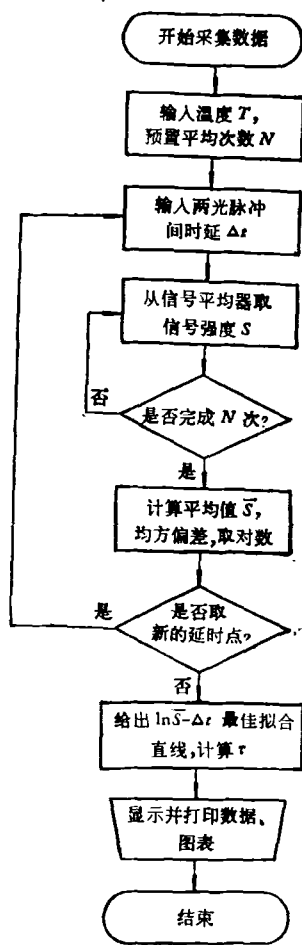 开始采集数据
输入温度 T,
预置平均次数 N
输入两光脉冲
间时延 Δt
从信号平均器取
信号强度 S
否
是否完成 N 次?
是
计算平均值 S̅,
均方偏差,取对数
是
是否取
新的延时点?
否
给出 lnS̅-Δt 最佳拟合
直线,计算 τ
显示并打印数据、
图表
结束